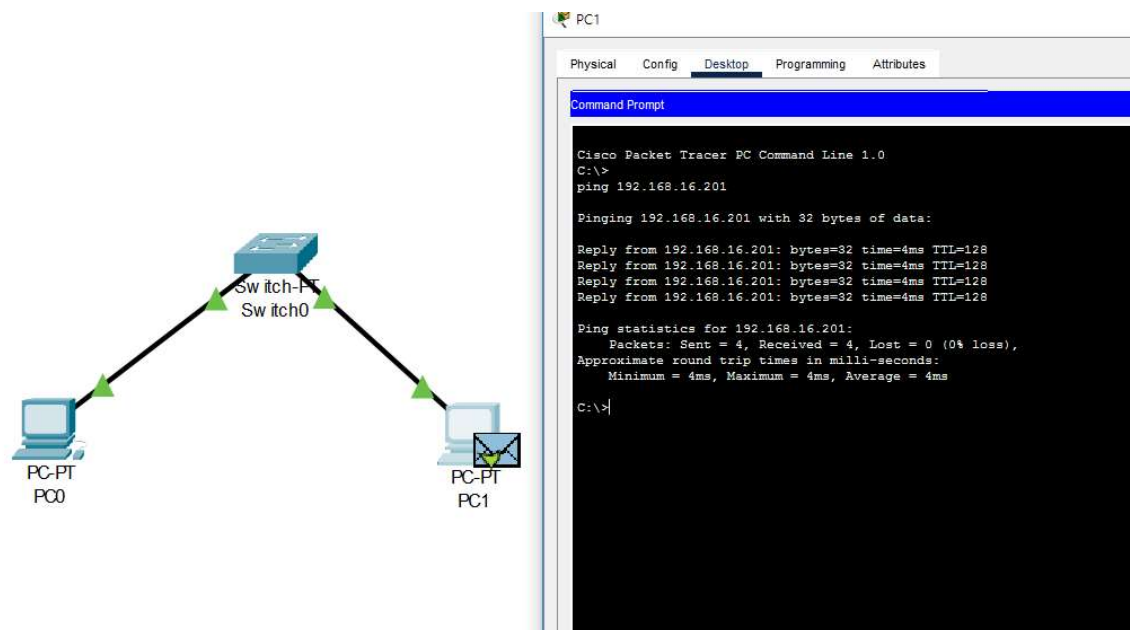 Switch-PT
Switch0
PC-PT
PC0
PC-PT
PC1
PC1
Physical Config Desktop Programming Attributes
Command Prompt
Cisco Packet Tracer PC Command Line 1.0
C:\>
ping 192.168.16.201
Pinging 192.168.16.201 with 32 bytes of data:
Reply from 192.168.16.201: bytes=32 time=4ms TTL=128
Reply from 192.168.16.201: bytes=32 time=4ms TTL=128
Reply from 192.168.16.201: bytes=32 time=4ms TTL=128
Reply from 192.168.16.201: bytes=32 time=4ms TTL=128
Ping statistics for 192.168.16.201:
Packets: Sent = 4, Received = 4, Lost = 0 (0% loss),
Approximate round trip times in milli-seconds:
Minimum = 4ms, Maximum = 4ms, Average = 4ms
C:\>